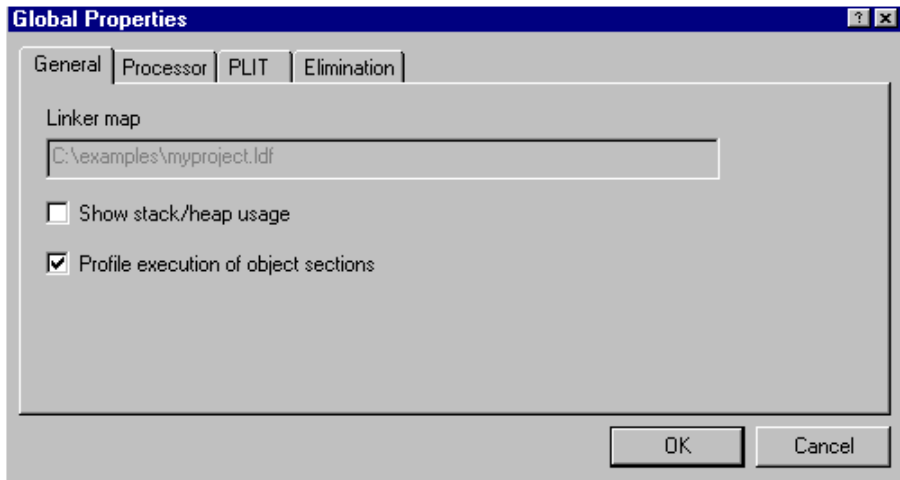 Global Properties
General Processor PLIT Elimination
Linker map
C:\examples\myproject.ldf
Show stack/heap usage
Profile execution of object sections
OK Cancel